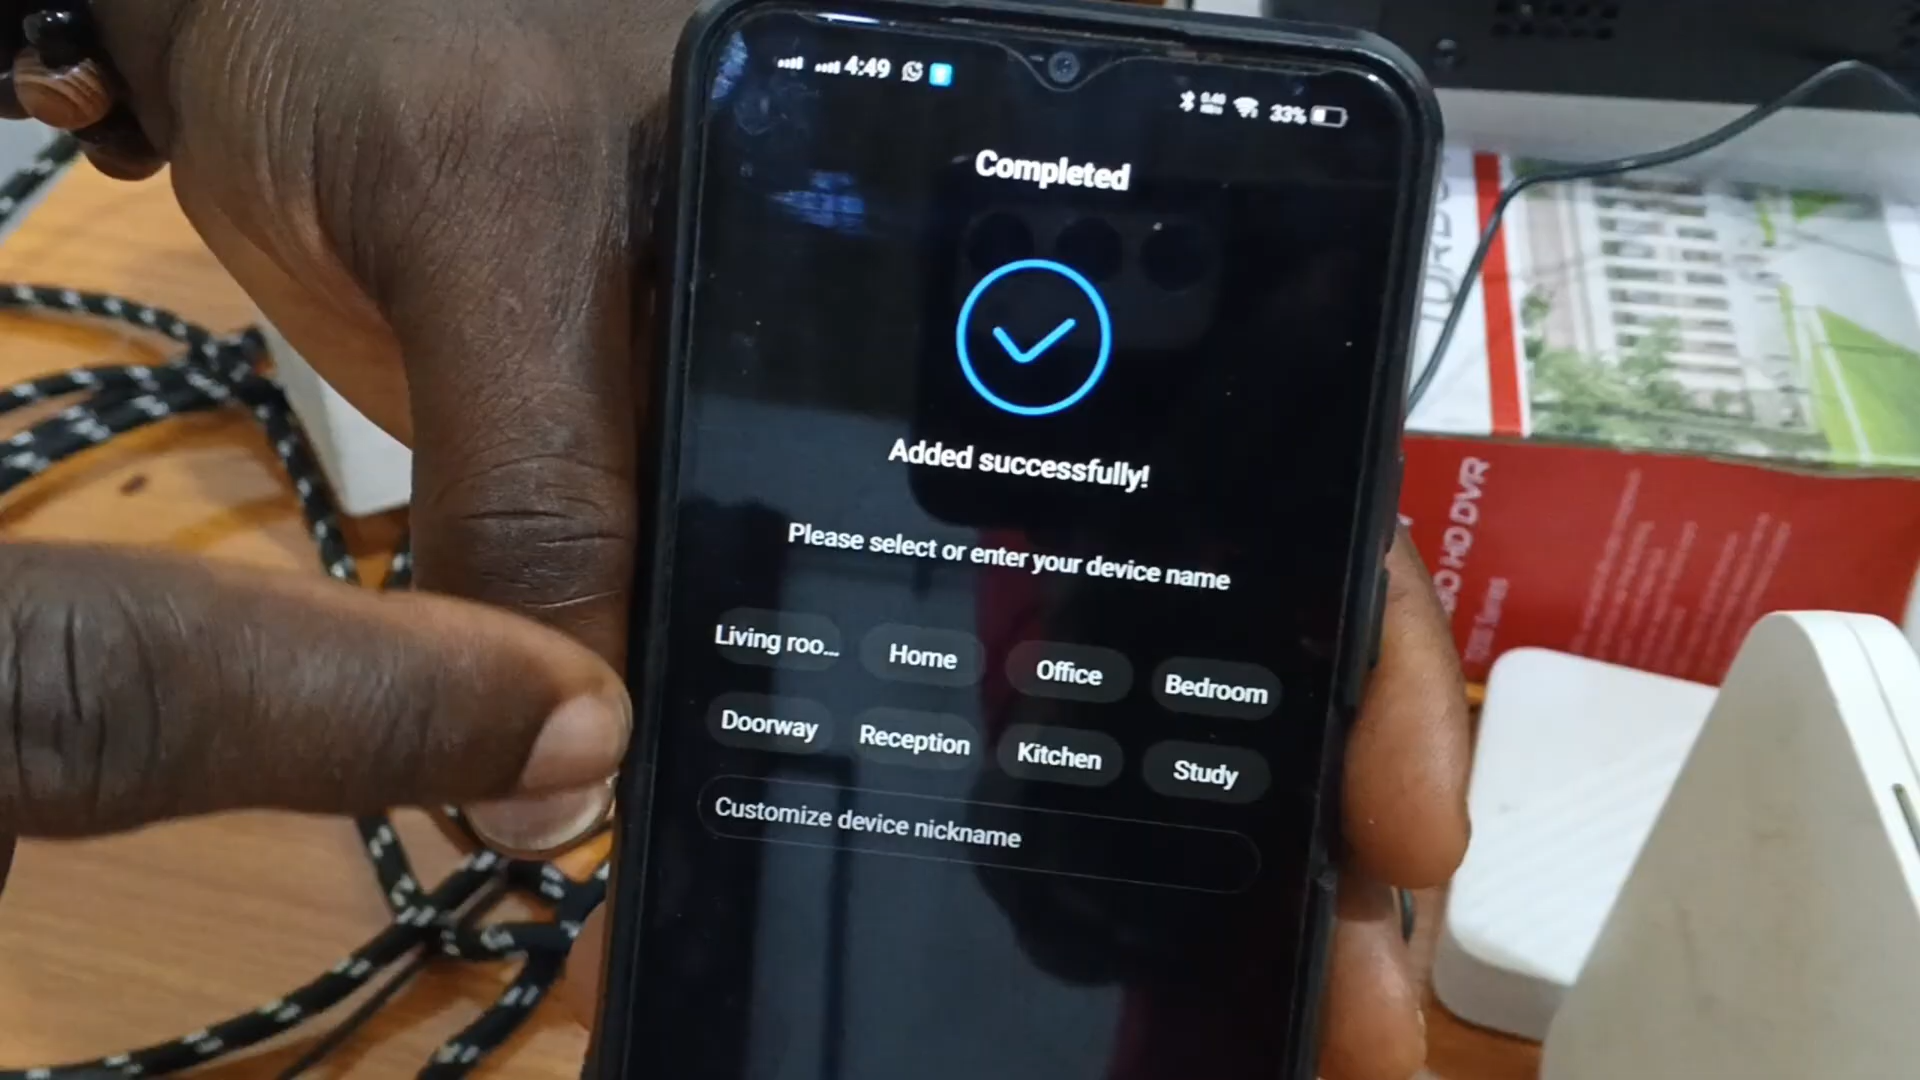 4:49
33%
Completed
Added successfully!
Please select or enter your device name
Living roo...
Home
Office
Bedroom
Doorway
Reception
Kitchen
Study
Customize device nickname
HD DVR
Series